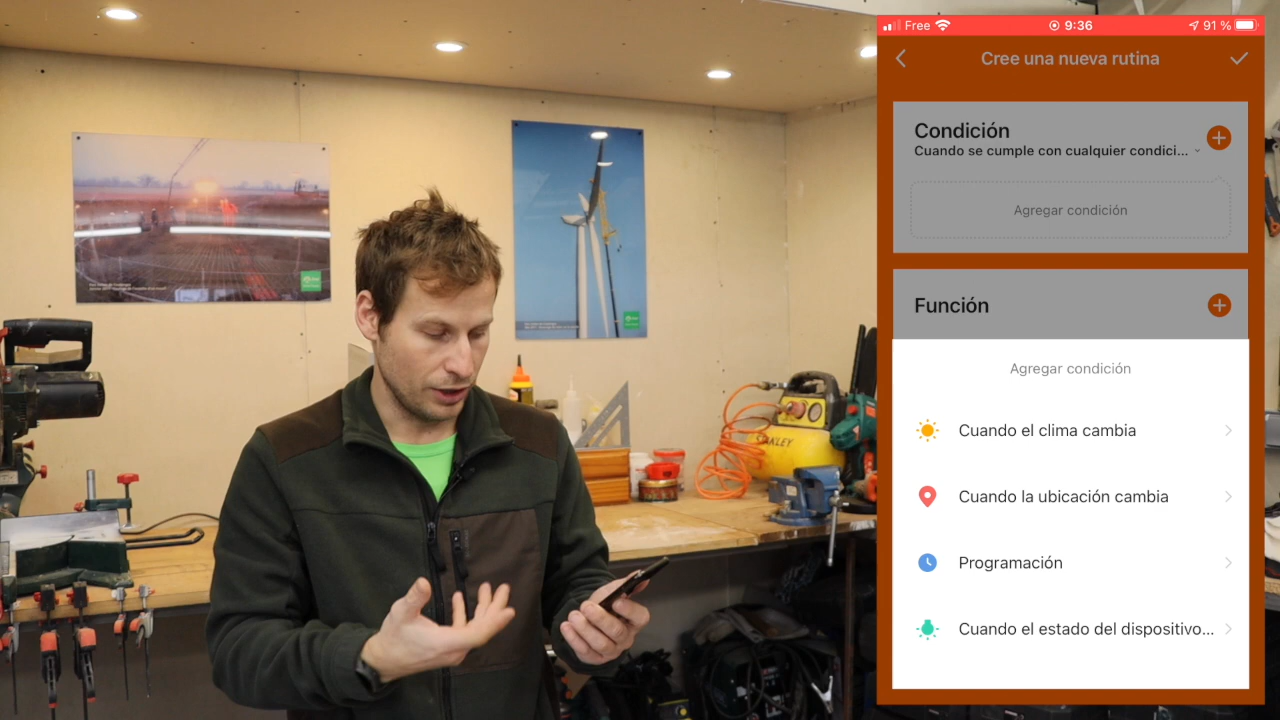 Free
9:36
91 %
Cree una nueva rutina
Condición
Cuando se cumple con cualquier condici...
Agregar condición
Función
Agregar condición
Cuando el clima cambia
Cuando la ubicación cambia
Programación
Cuando el estado del dispositivo...
STANLEY